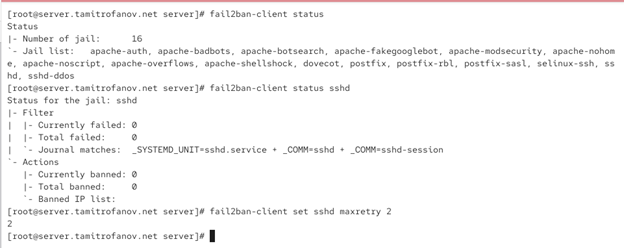 [root@server.tamitrofanov.net server]# fail2ban-client status
Status
|- Number of jail:      16
`- Jail list:   apache-auth, apache-badbots, apache-botsearch, apache-fakegooglebot, apache-modsecurity, apache-nohom
e, apache-noscript, apache-overflows, apache-shellshock, dovecot, postfix, postfix-rbl, postfix-sasl, selinux-ssh, ss
hd, sshd-ddos
[root@server.tamitrofanov.net server]# fail2ban-client status sshd
Status for the jail: sshd
|- Filter
|  |- Currently failed: 0
|  |- Total failed:     0
|  `- Journal matches:  _SYSTEMD_UNIT=sshd.service + _COMM=sshd + _COMM=sshd-session
`- Actions
   |- Currently banned: 0
   |- Total banned:     0
   `- Banned IP list:
[root@server.tamitrofanov.net server]# fail2ban-client set sshd maxretry 2
2
[root@server.tamitrofanov.net server]#